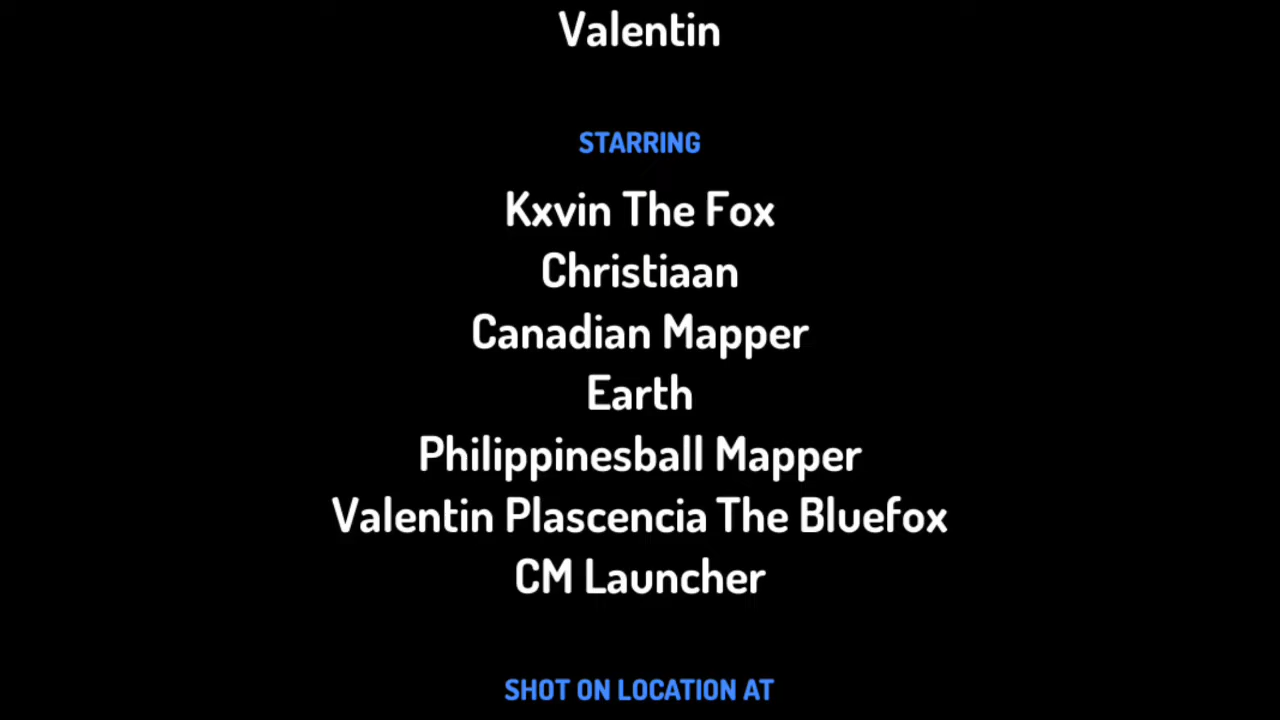 Valentin
STARRING
Kxvin The Fox
Christiaan
Canadian Mapper
Earth
Philippinesball Mapper
Valentin Plascencia The Bluefox
CM Launcher
SHOT ON LOCATION AT